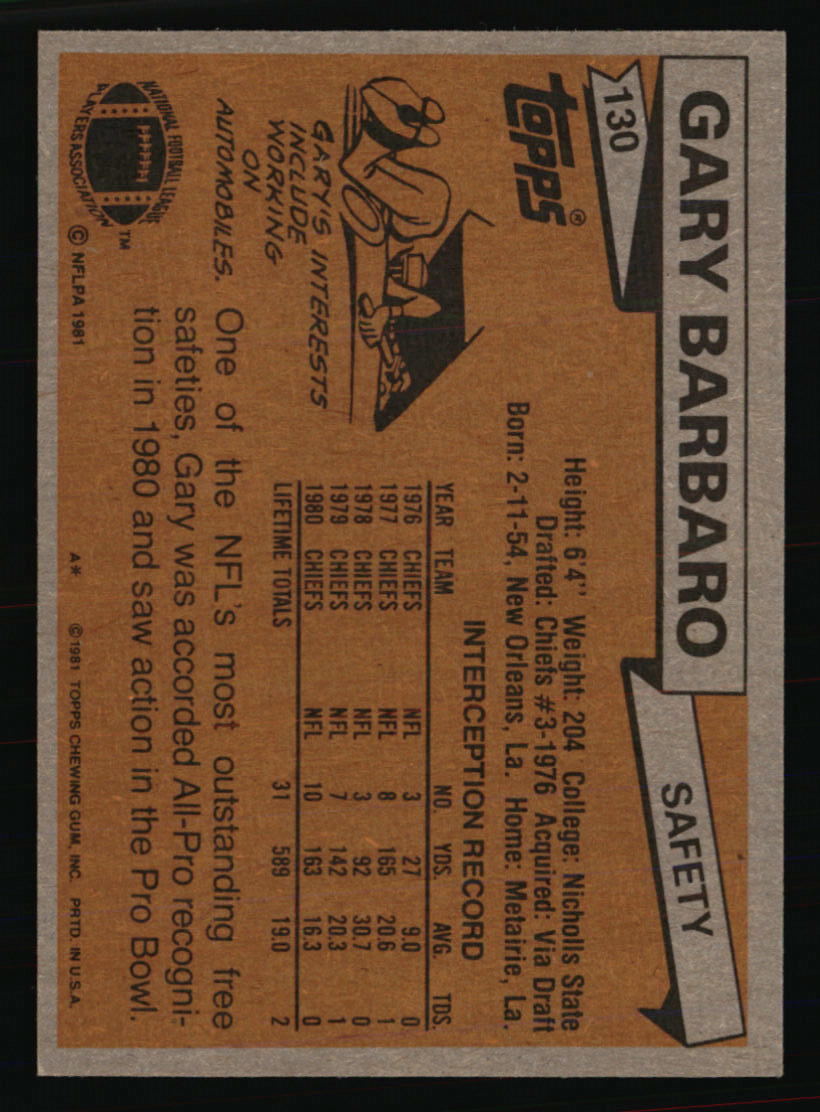 GARY BARBARO
SAFETY
130
topps®
Height: 6'4" Weight: 204 College: Nicholls State
Drafted: Chiefs #3-1976 Acquired: Via Draft
Born: 2-11-54, New Orleans, La. Home: Metairie, La.
INTERCEPTION RECORD
YEAR TEAM NO. YDS. AVG. TDS.
1976 CHIEFS NFL 3 27 9.0 0
1977 CHIEFS NFL 8 165 20.6 1
1978 CHIEFS NFL 3 92 30.7 0
1979 CHIEFS NFL 7 142 20.3 1
1980 CHIEFS NFL 10 163 16.3 0
LIFETIME TOTALS 31 589 19.0 2
GARY'S INTERESTS
INCLUDE
WORKING
ON
AUTOMOBILES.
One of the NFL's most outstanding free
safeties, Gary was accorded All-Pro recogni-
tion in 1980 and saw action in the Pro Bowl.
NATIONAL FOOTBALL LEAGUE
PLAYERS ASSOCIATION
™
© NFLPA 1981
A* ©1981 TOPPS CHEWING GUM, INC. PRTD. IN U.S.A.